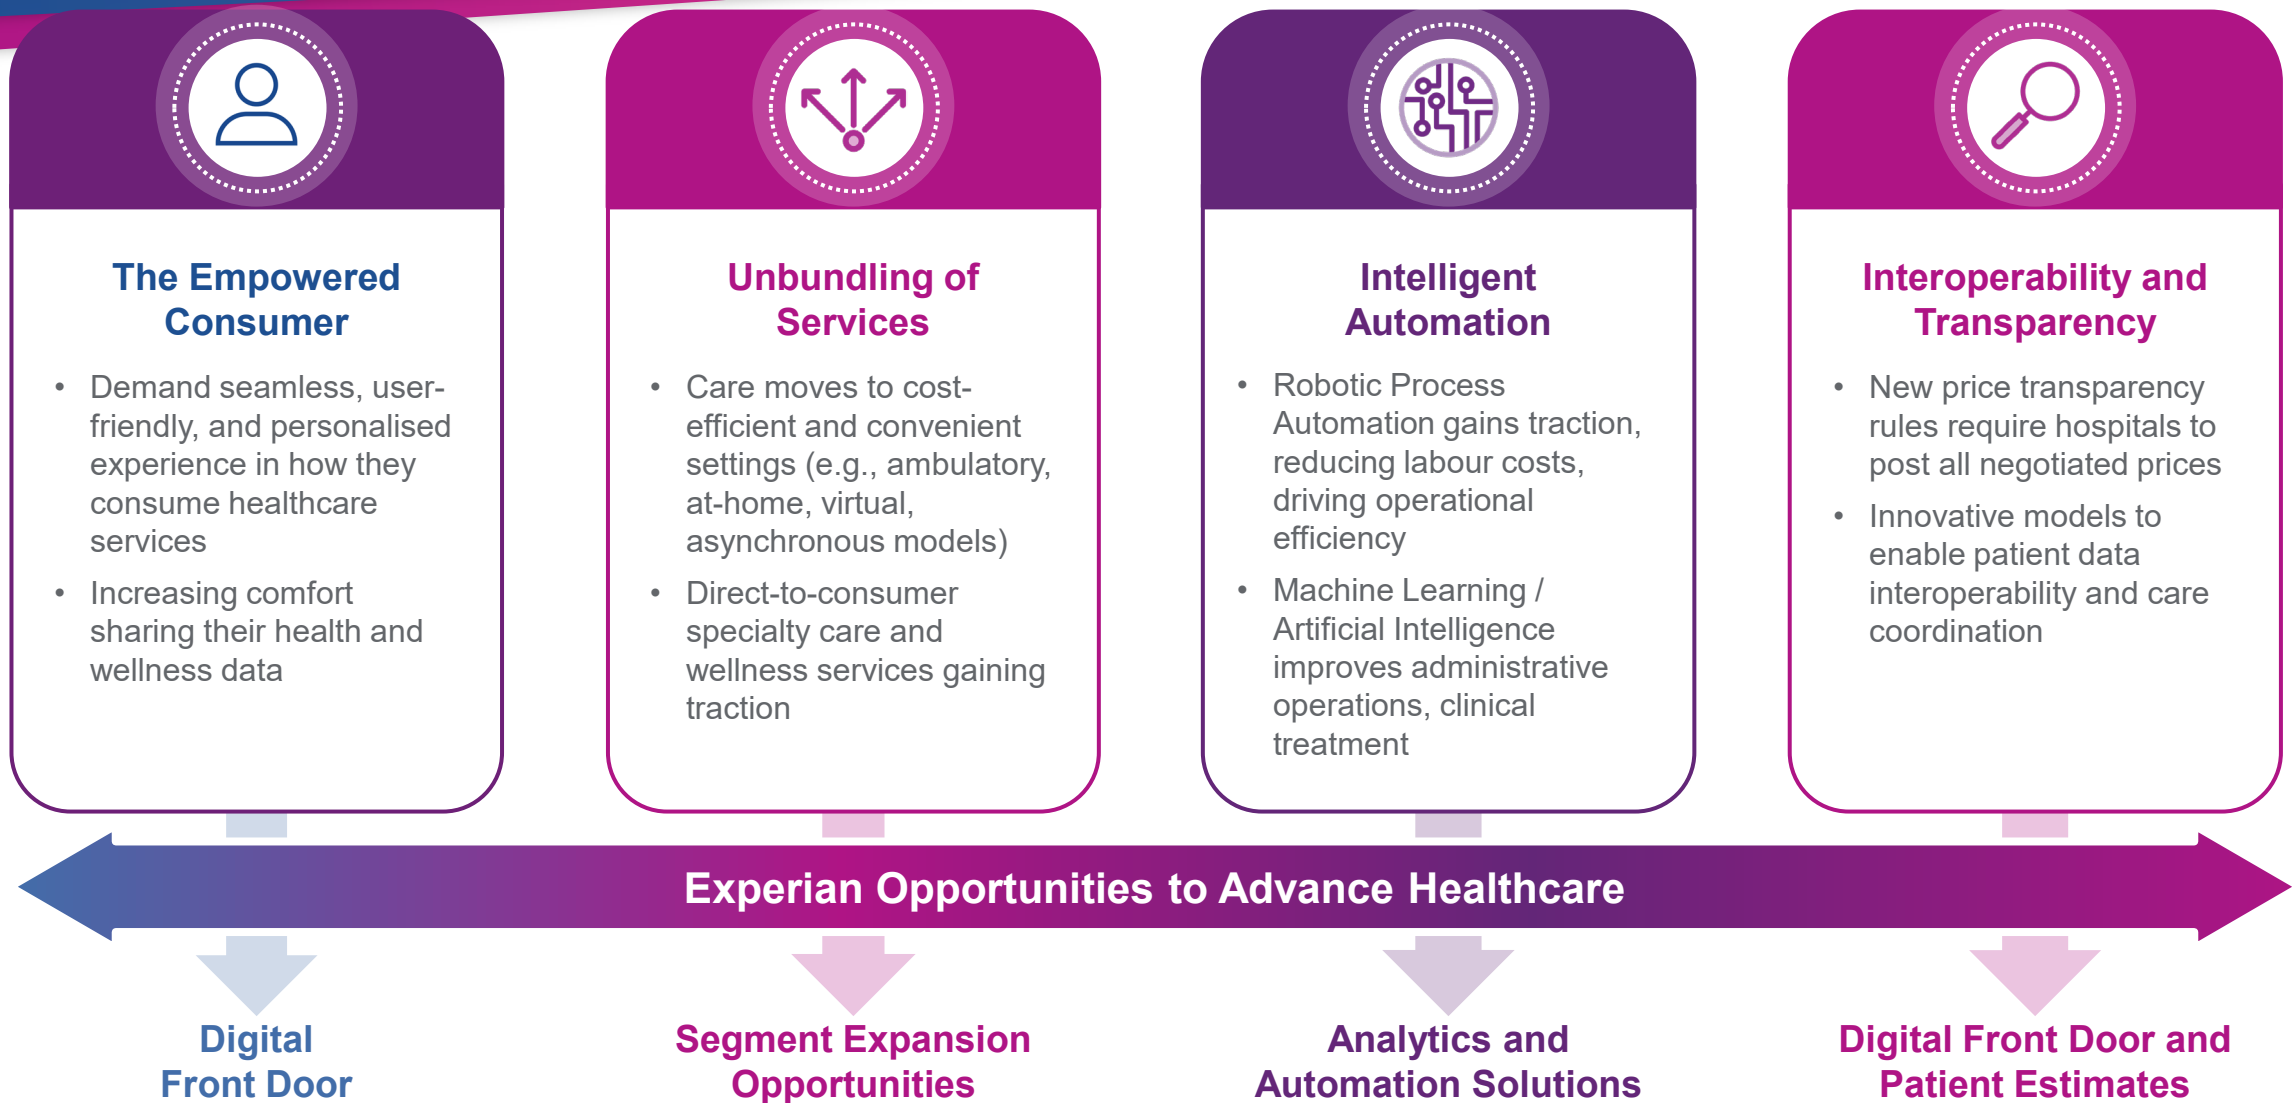 The Empowered
Consumer
• Demand seamless, user-
friendly, and personalised
experience in how they
consume healthcare
services
• Increasing comfort
sharing their health and
wellness data
Unbundling of
Services
• Care moves to cost-
efficient and convenient
settings (e.g., ambulatory,
at-home, virtual,
asynchronous models)
• Direct-to-consumer
specialty care and
wellness services gaining
traction
Intelligent
Automation
• Robotic Process
Automation gains traction,
reducing labour costs,
driving operational
efficiency
• Machine Learning /
Artificial Intelligence
improves administrative
operations, clinical
treatment
Interoperability and
Transparency
• New price transparency
rules require hospitals to
post all negotiated prices
• Innovative models to
enable patient data
interoperability and care
coordination
Experian Opportunities to Advance Healthcare
Digital
Front Door
Segment Expansion
Opportunities
Analytics and
Automation Solutions
Digital Front Door and
Patient Estimates